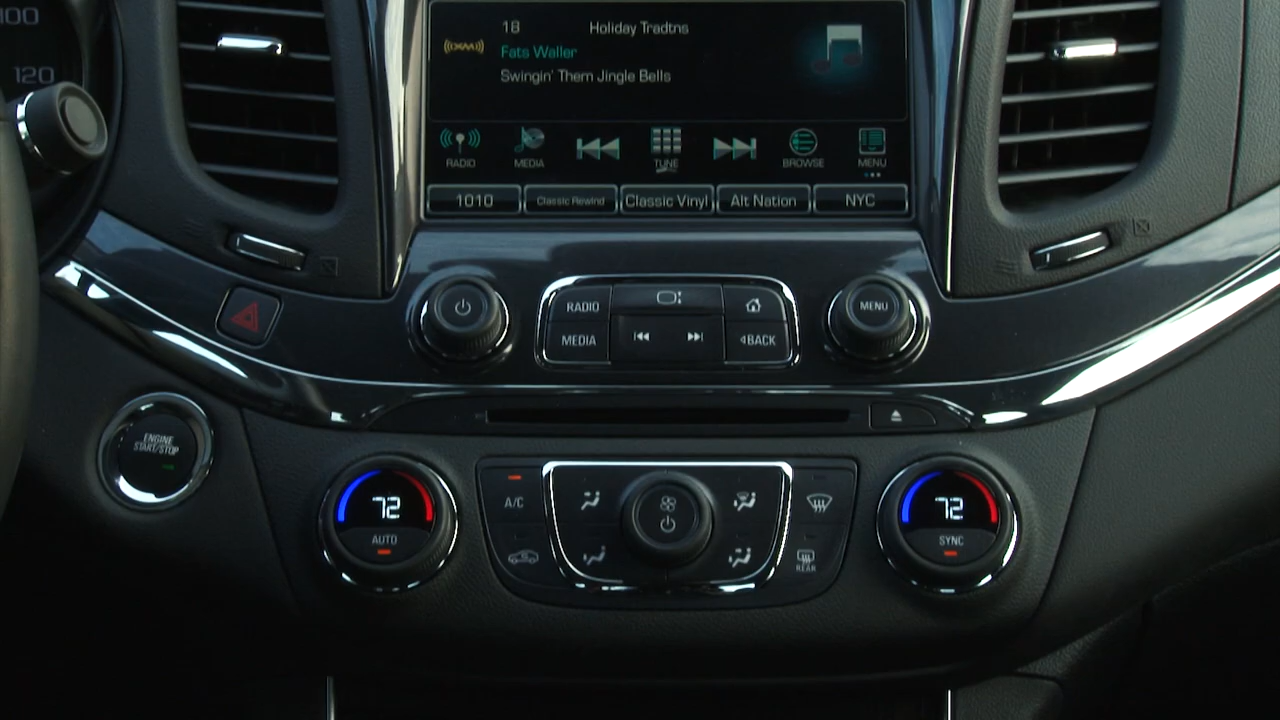 100
120
18 Holiday Tradtns
((XM))
Fats Waller
Swingin' Them Jingle Bells
RADIO MEDIA TUNE BROWSE MENU
1010 Classic Rewind Classic Vinyl Alt Nation NYC
RADIO
MEDIA
BACK
MENU
ENGINE
START/STOP
72
AUTO
A/C
REAR
72
SYNC